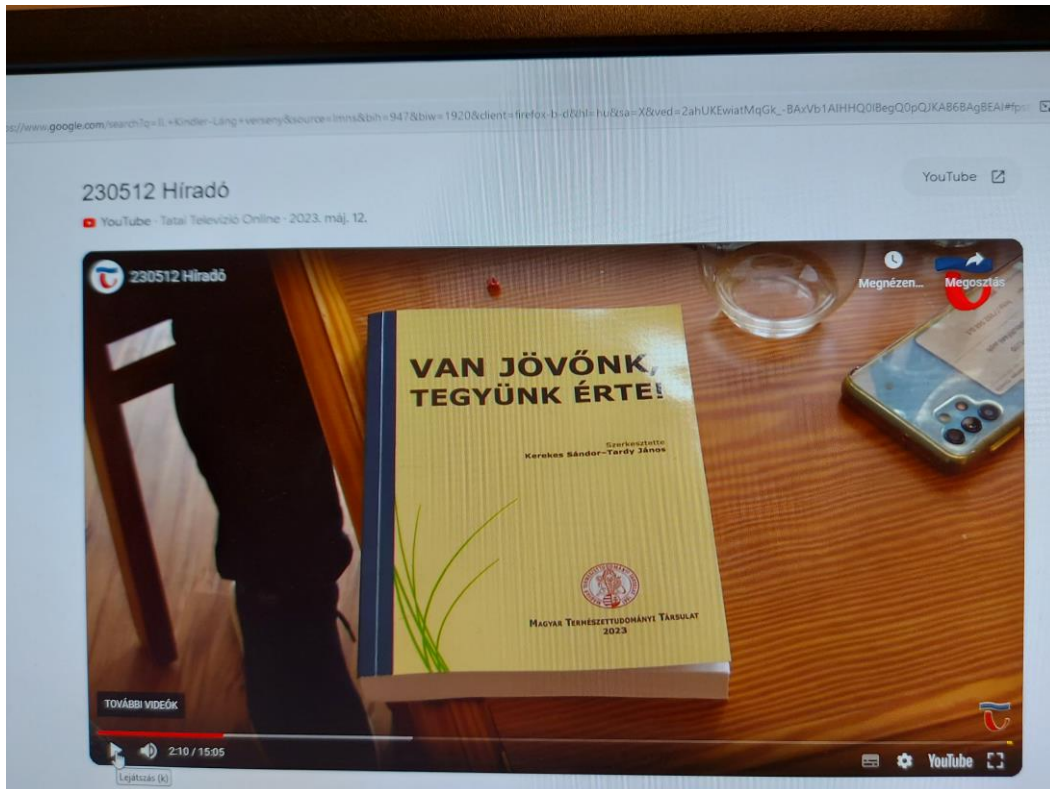 230512 Híradó
YouTube
YouTube · Tatai Televízió Online · 2023. máj. 12.
230512 Híradó
Megnézen...
Megosztás
VAN JÖVŐNK,
TEGYÜNK ÉRTE!
Szerkesztette
Kerekes Sándor–Tardy János
MAGYAR TERMÉSZETTUDOMÁNYI TÁRSULAT
2023
TOVÁBBI VIDEÓK
2:10 / 15:05
YouTube
Lejátszás (k)